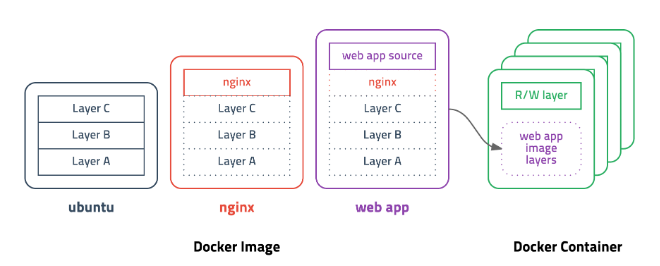 Layer C
Layer B
Layer A
ubuntu
nginx
Layer C
Layer B
Layer A
nginx
web app source
nginx
Layer C
Layer B
Layer A
web app
R/W layer
web app
image
layers
Docker Image
Docker Container